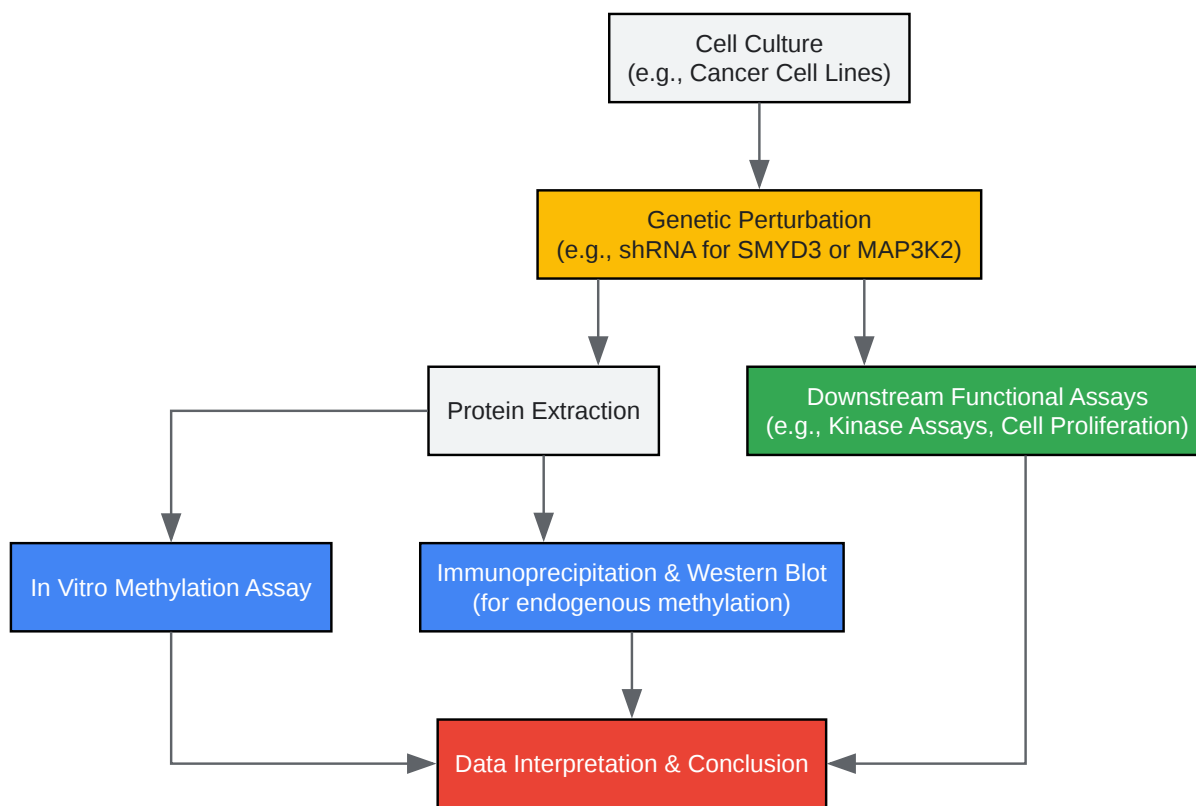 Cell Culture
(e.g., Cancer Cell Lines)
Genetic Perturbation
(e.g., shRNA for SMYD3 or MAP3K2)
Protein Extraction
Downstream Functional Assays
(e.g., Kinase Assays, Cell Proliferation)
In Vitro Methylation Assay
Immunoprecipitation & Western Blot
(for endogenous methylation)
Data Interpretation & Conclusion